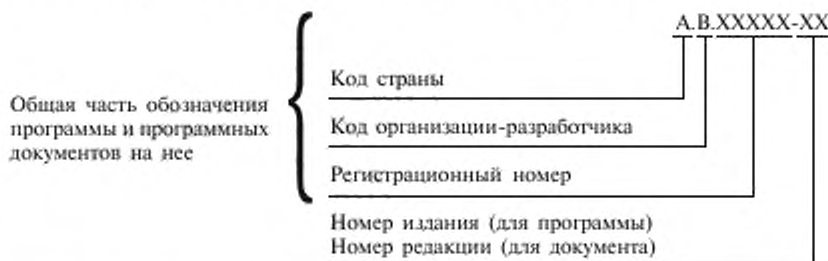 A.B.XXXXX-XX
Код страны
Общая часть обозначения
программы и программных
документов на нее
Код организации-разработчика
Регистрационный номер
Номер издания (для программы)
Номер редакции (для документа)